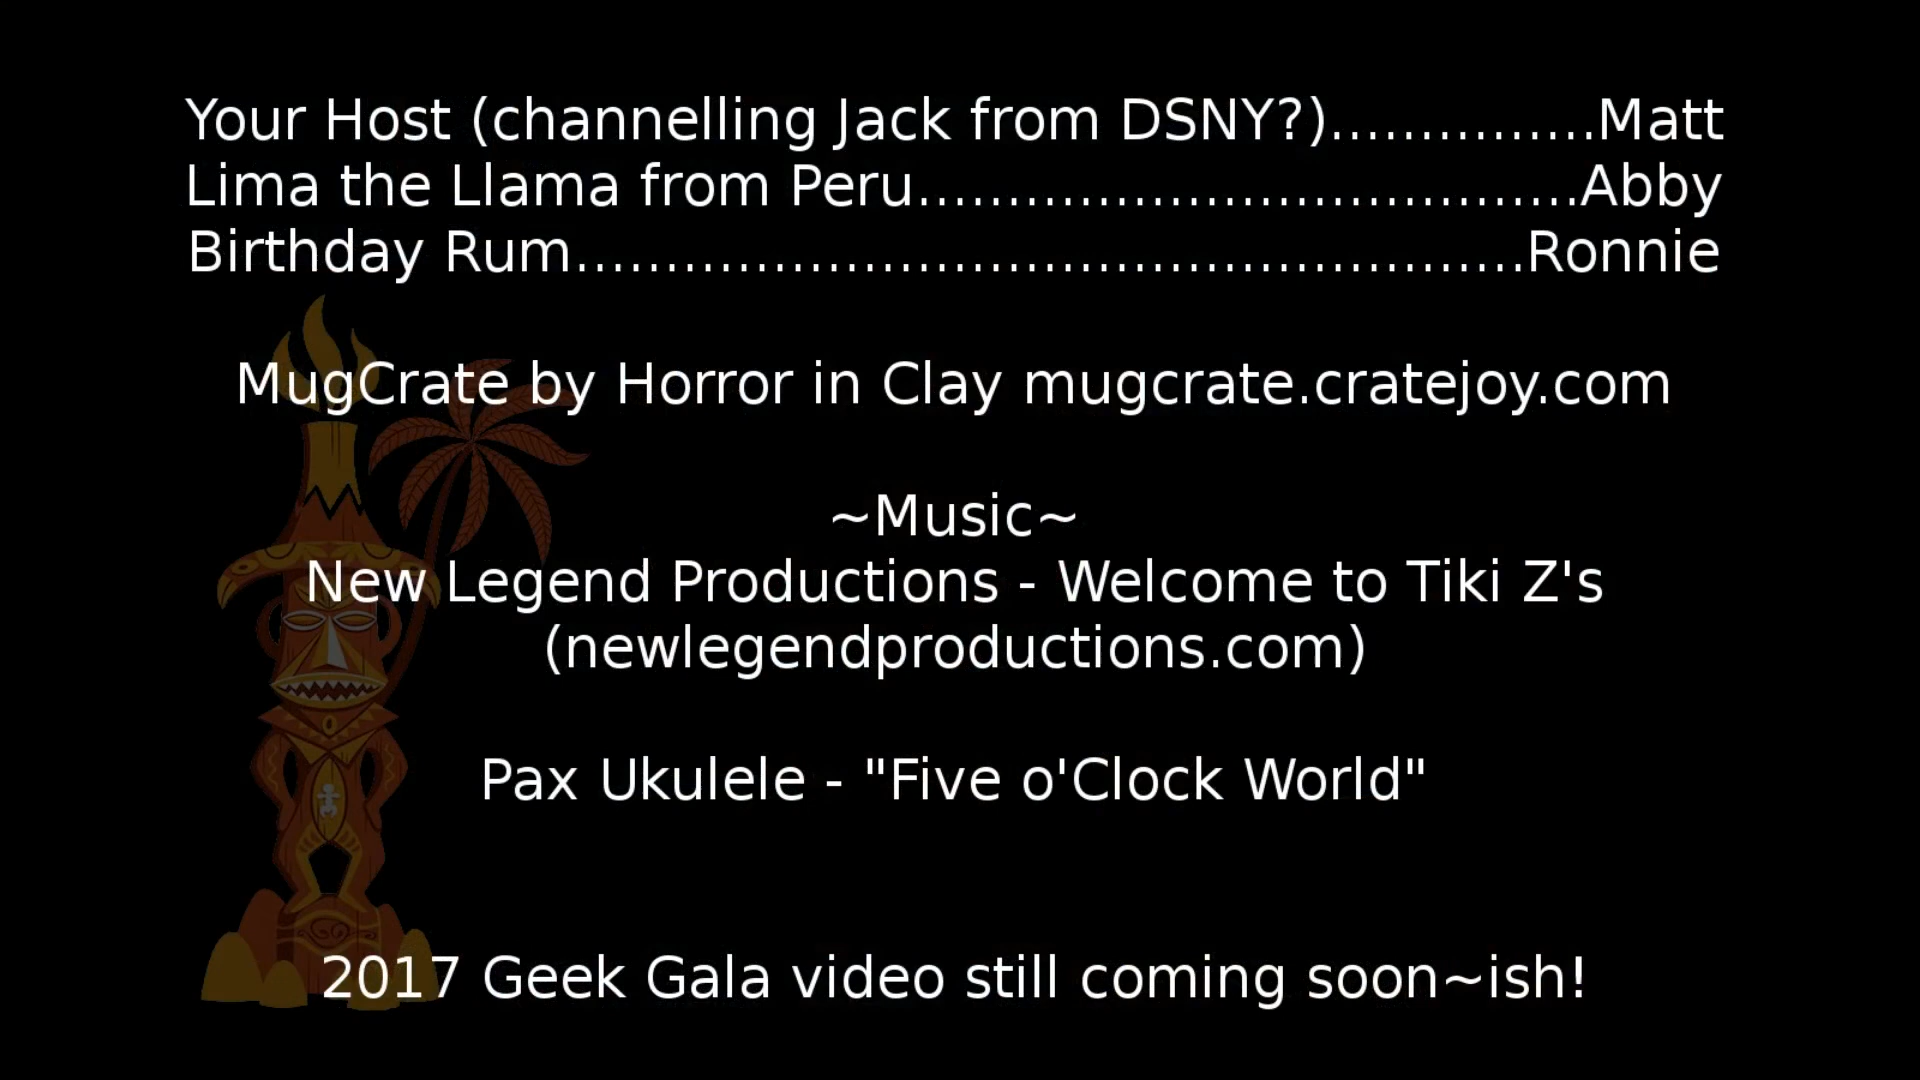 Your Host (channelling Jack from DSNY?)...............Matt
Lima the Llama from Peru.....................................Abby
Birthday Rum.....................................................Ronnie
MugCrate by Horror in Clay mugcrate.cratejoy.com
~Music~
New Legend Productions - Welcome to Tiki Z's
(newlegendproductions.com)
Pax Ukulele - "Five o'Clock World"
2017 Geek Gala video still coming soon~ish!